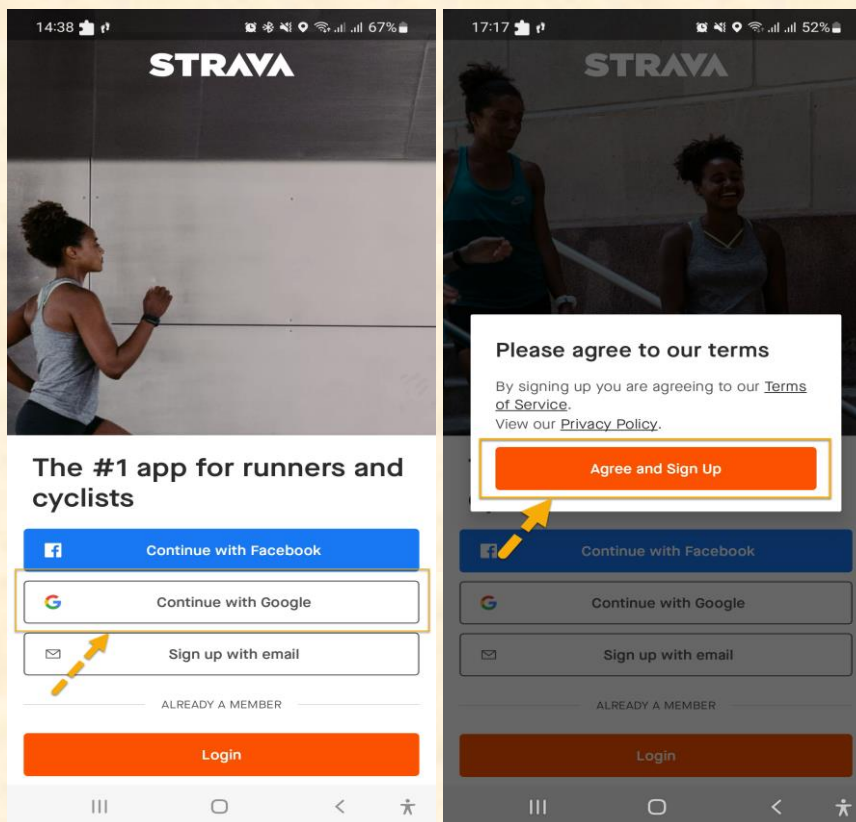 14:38
67%
STRAVA
The #1 app for runners and
cyclists
Continue with Facebook
Continue with Google
Sign up with email
ALREADY A MEMBER
Login
17:17
52%
STRAVA
Please agree to our terms
By signing up you are agreeing to our Terms
of Service.
View our Privacy Policy.
Agree and Sign Up
Continue with Facebook
Continue with Google
Sign up with email
ALREADY A MEMBER
Login